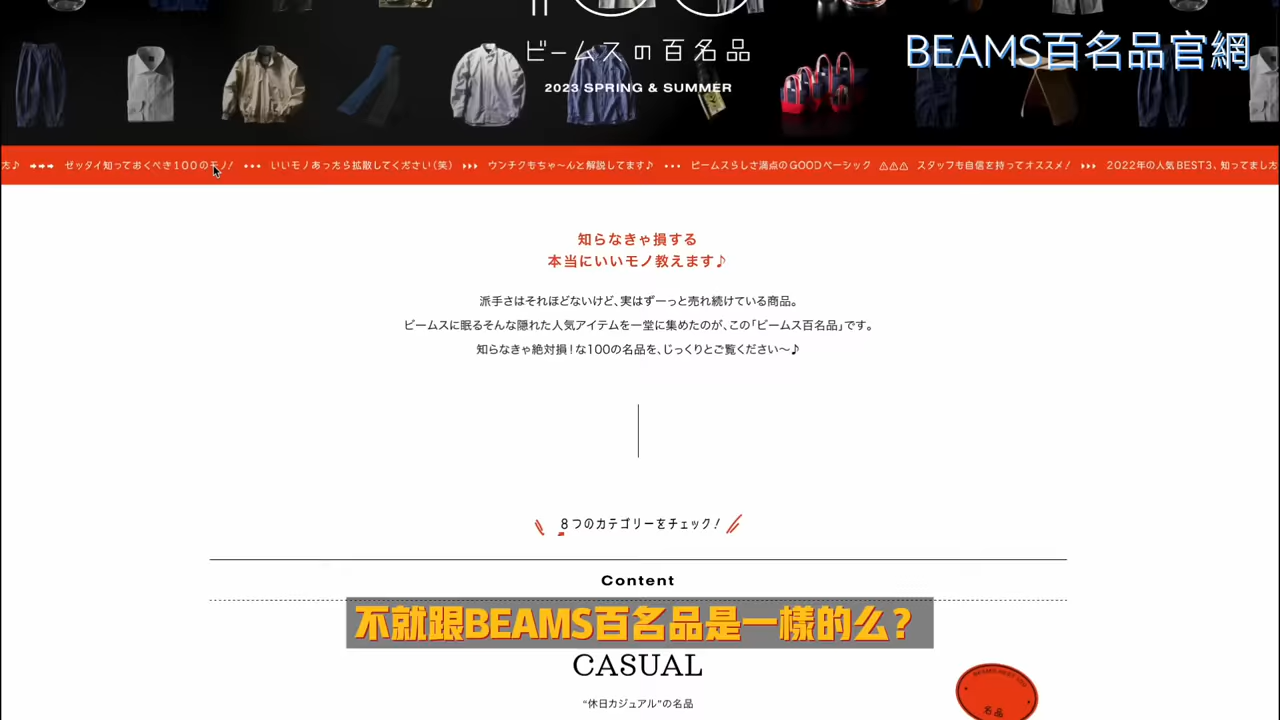 ビームスの百名品
BEAMS百名品官網
2023 SPRING & SUMMER
た♪ ➡➡➡ ゼッタイ知っておくべき100のモノ! ••• いいモノあったら拡散してください(笑) ››› ウンチクもちゃ〜んと解説してます♪ ••• ビームスらしさ満点のGOODベーシック ⚠⚠⚠ スタッフも自信を持ってオススメ! ››› 2022年の人気BEST3、知ってましたか
知らなきゃ損する
本当にいいモノ教えます♪
派手さはそれほどないけど、実はずーっと売れ続けている商品。
ビームスに眠るそんな隠れた人気アイテムを一堂に集めたのが、この「ビームス百名品」です。
知らなきゃ絶対損!な100の名品を、じっくりとご覧ください〜♪
8つのカテゴリーをチェック!
Content
不就跟BEAMS百名品是一樣的么?
CASUAL
“休日カジュアル”の名品
名品